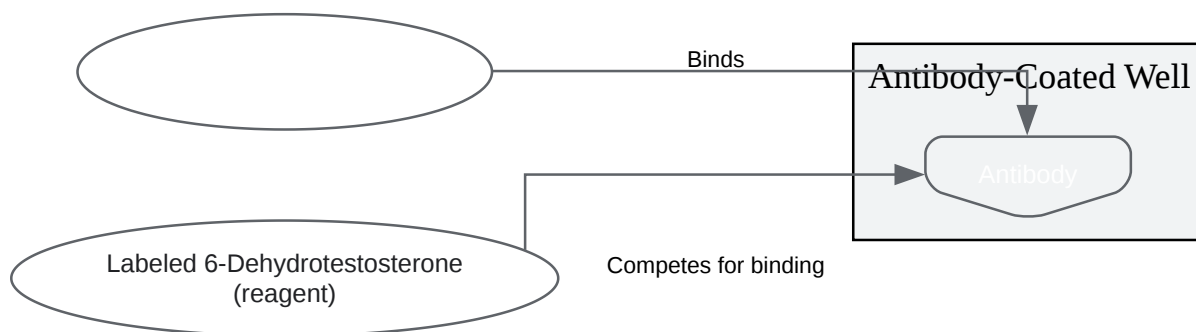 Binds
Antibody-Coated Well
Antibody
Labeled 6-Dehydrotestosterone
(reagent)
Competes for binding